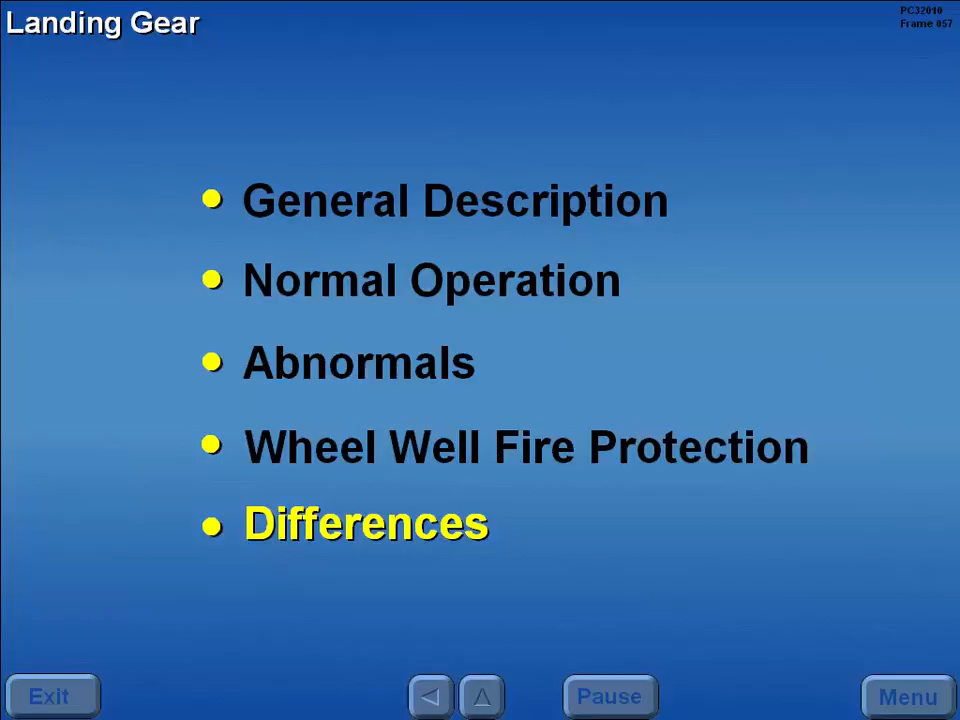 Landing Gear
PC32010
Frame 057
General Description
Normal Operation
Abnormals
Wheel Well Fire Protection
Differences
Exit
Pause
Menu